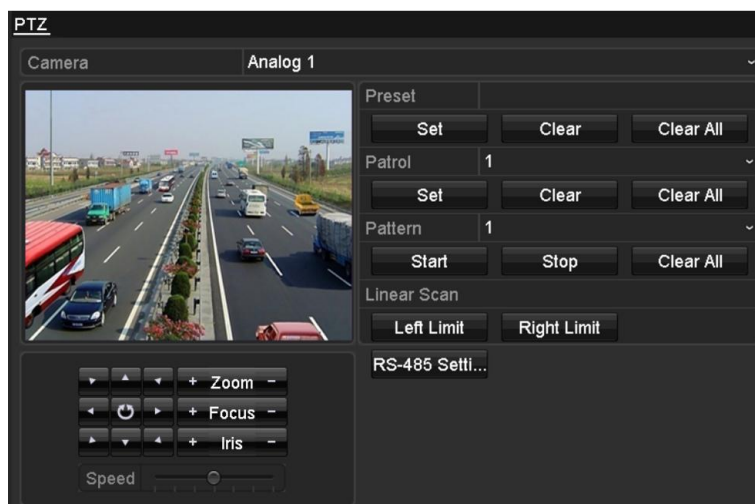 PTZ
Camera Analog 1
Preset
Set Clear Clear All
Patrol 1
Set Clear Clear All
Pattern 1
Start Stop Clear All
Linear Scan
Left Limit Right Limit
RS-485 Setti...
+ Zoom -
+ Focus -
+ Iris -
Speed